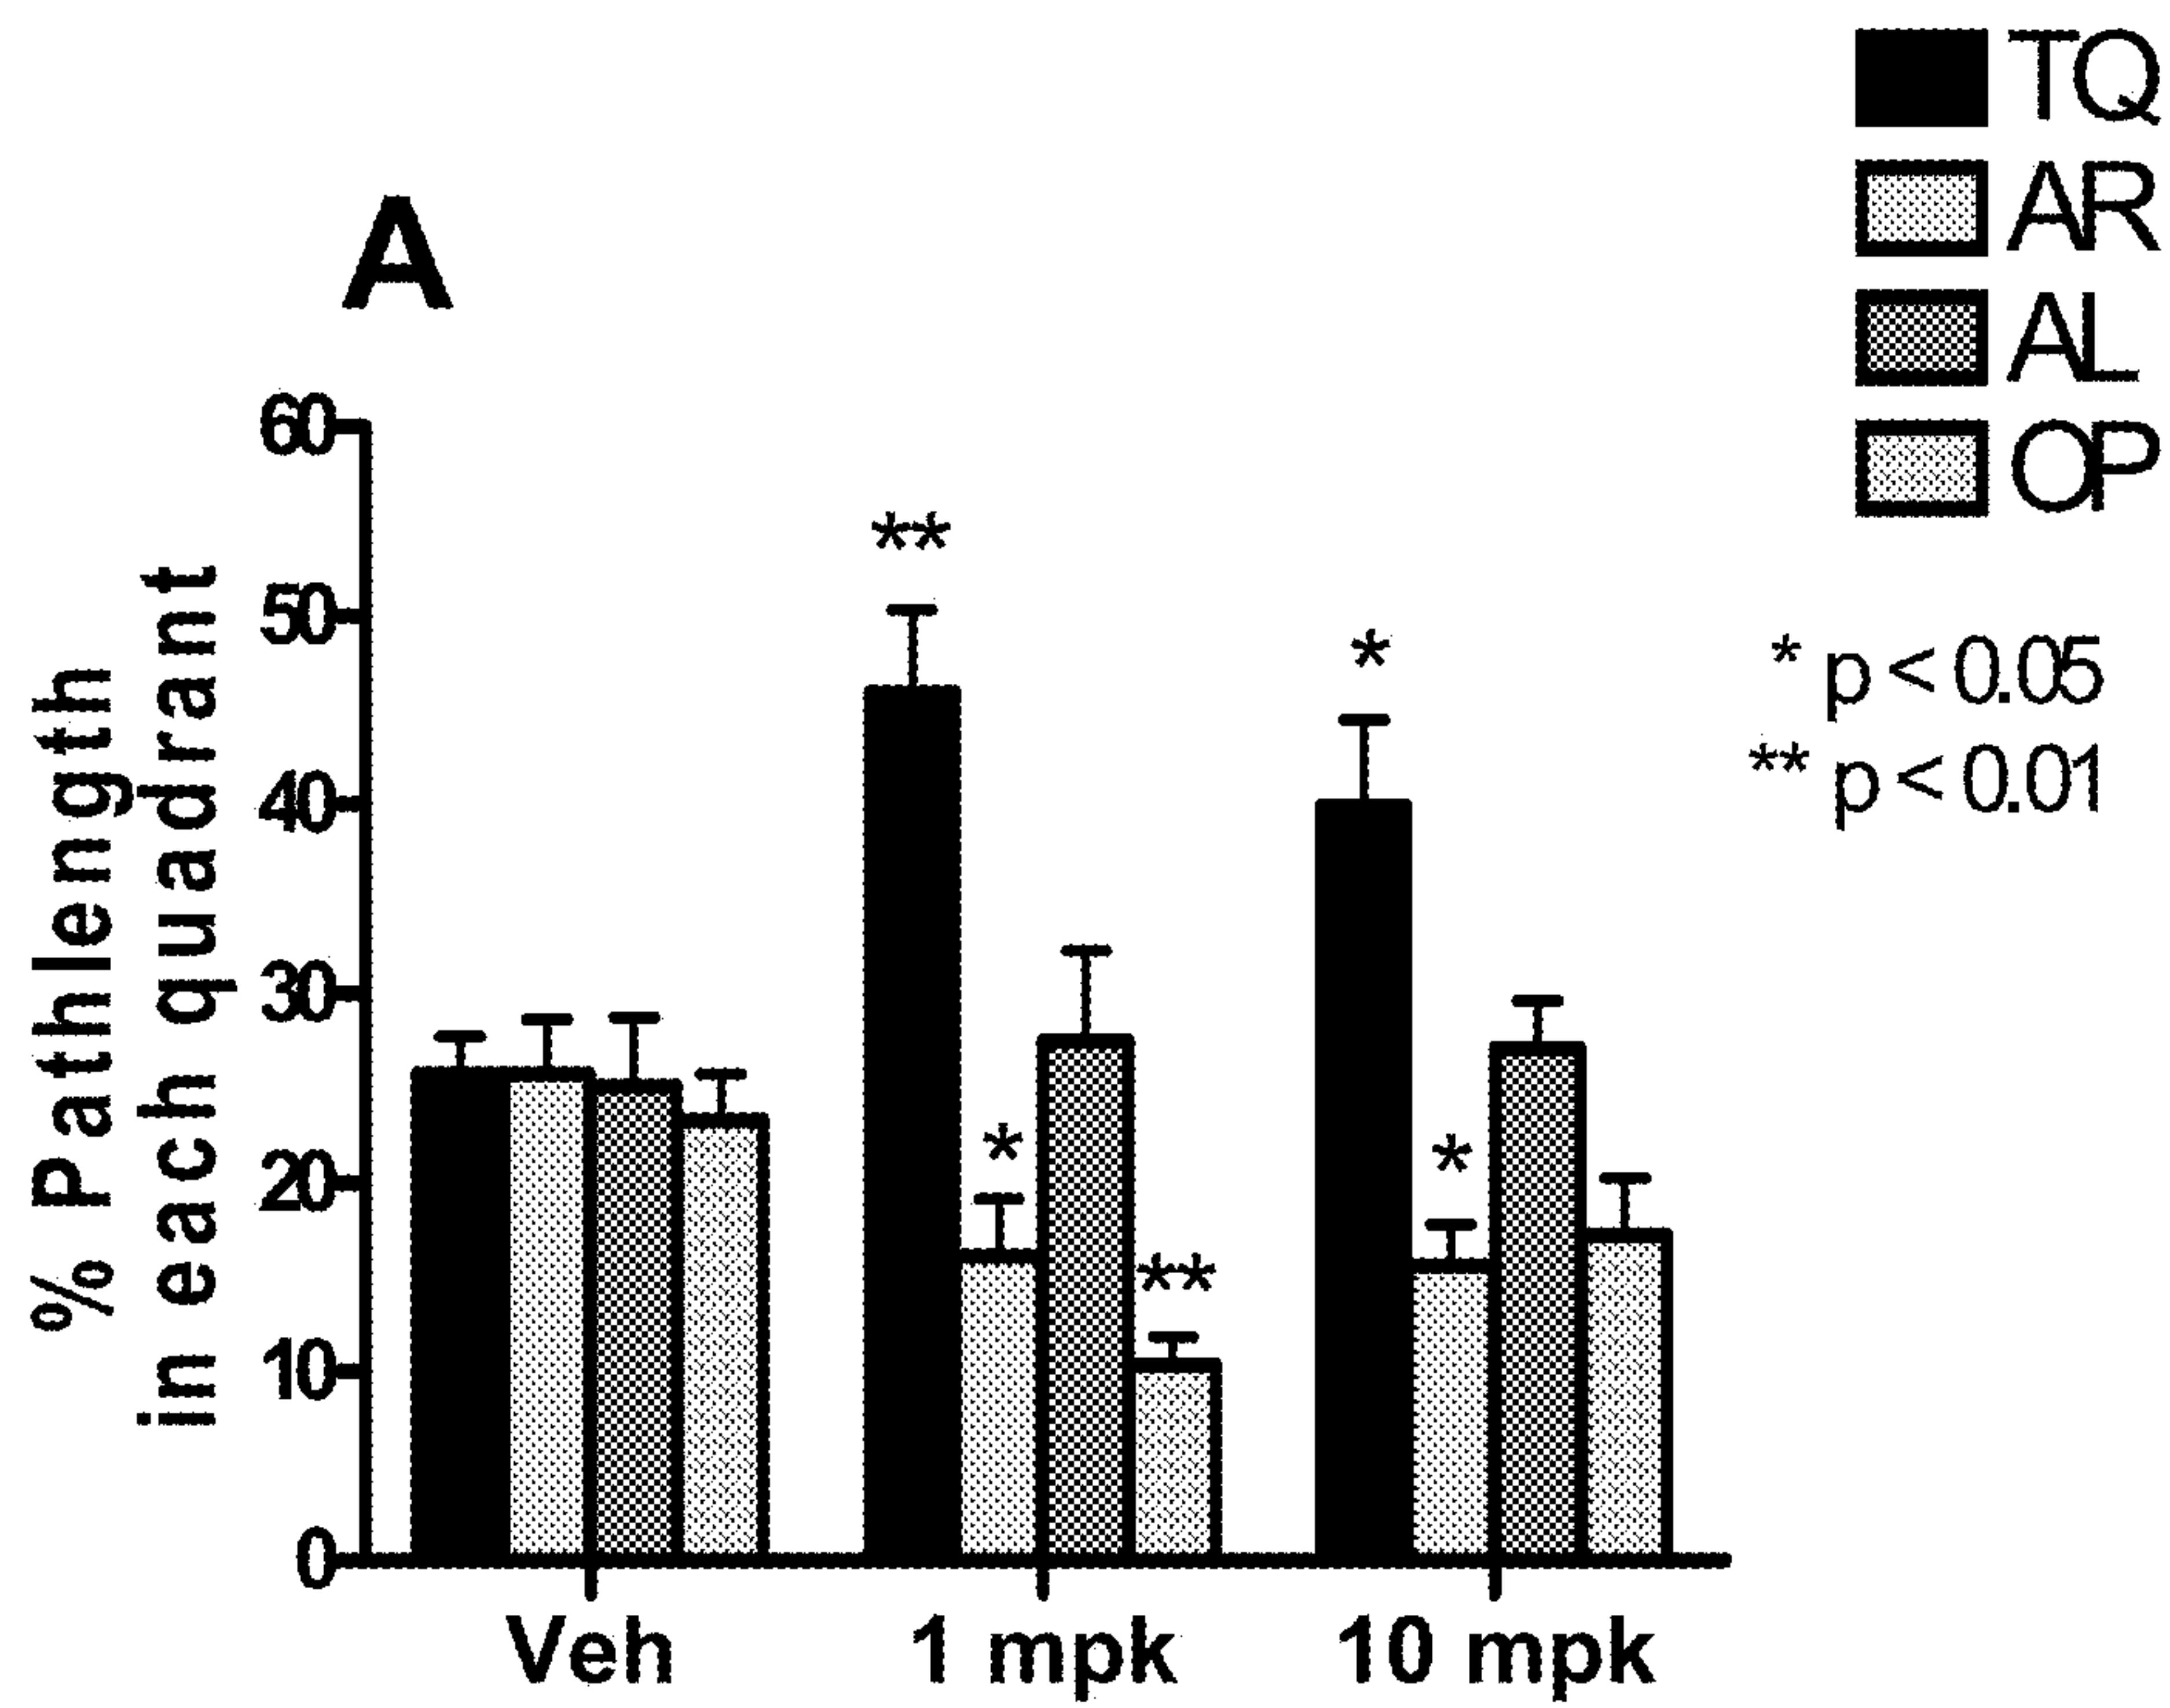 TQ
AR
AL
OP
A
* p < 0.05
** p < 0.01
% Pathlength
in each quadrant
60
50
40
30
20
10
0
**
*
**
*
*
Veh
1 mpk
10 mpk